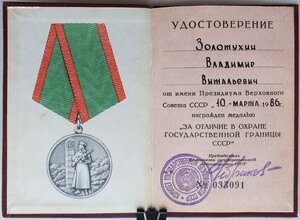 УДОСТОВЕРЕНИЕ
Золотухин
Владимир
Витальевич
от имени Президиума Верховного
Совета СССР „10” марта 1986г.
награжден медалью
„ЗА ОТЛИЧИЕ В ОХРАНЕ
ГОСУДАРСТВЕННОЙ ГРАНИЦЫ
СССР”
Председатель
№ 033091